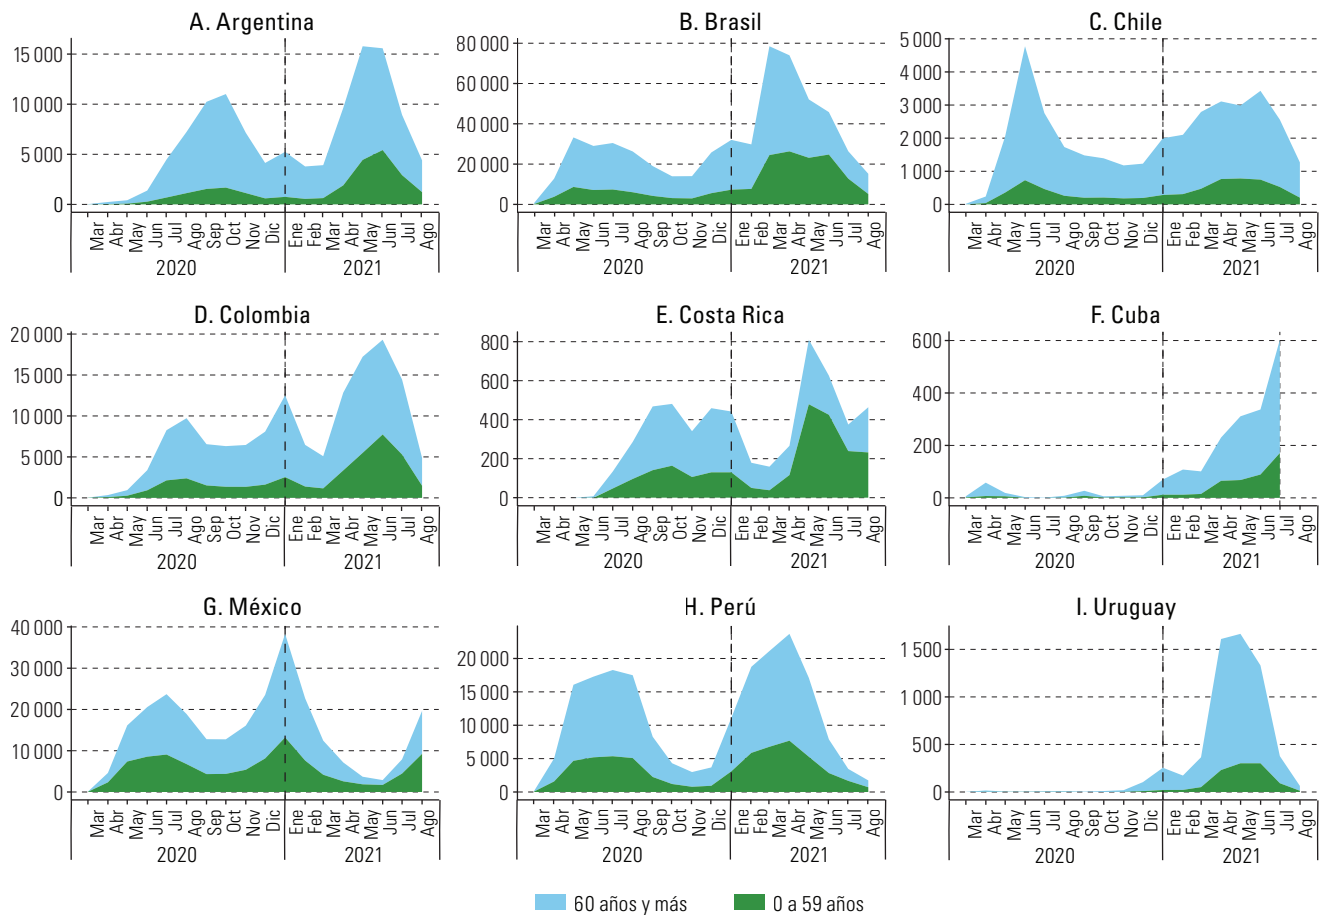 A. Argentina
15 000
10 000
5 000
0
Mar Abr May Jun Jul Ago Sep Oct Nov Dic Ene Feb Mar Abr May Jun Jul Ago
2020 2021
B. Brasil
80 000
60 000
40 000
20 000
0
Mar Abr May Jun Jul Ago Sep Oct Nov Dic Ene Feb Mar Abr May Jun Jul Ago
2020 2021
C. Chile
5 000
4 000
3 000
2 000
1 000
0
Mar Abr May Jun Jul Ago Sep Oct Nov Dic Ene Feb Mar Abr May Jun Jul Ago
2020 2021
D. Colombia
20 000
15 000
10 000
5 000
0
Mar Abr May Jun Jul Ago Sep Oct Nov Dic Ene Feb Mar Abr May Jun Jul Ago
2020 2021
E. Costa Rica
800
600
400
200
0
Mar Abr May Jun Jul Ago Sep Oct Nov Dic Ene Feb Mar Abr May Jun Jul Ago
2020 2021
F. Cuba
600
400
200
0
Mar Abr May Jun Jul Ago Sep Oct Nov Dic Ene Feb Mar Abr May Jun Jul Ago
2020 2021
G. México
40 000
30 000
20 000
10 000
0
Mar Abr May Jun Jul Ago Sep Oct Nov Dic Ene Feb Mar Abr May Jun Jul Ago
2020 2021
H. Perú
20 000
15 000
10 000
5 000
0
Mar Abr May Jun Jul Ago Sep Oct Nov Dic Ene Feb Mar Abr May Jun Jul Ago
2020 2021
I. Uruguay
1 500
1 000
500
0
Mar Abr May Jun Jul Ago Sep Oct Nov Dic Ene Feb Mar Abr May Jun Jul Ago
2020 2021
60 años y más 0 a 59 años